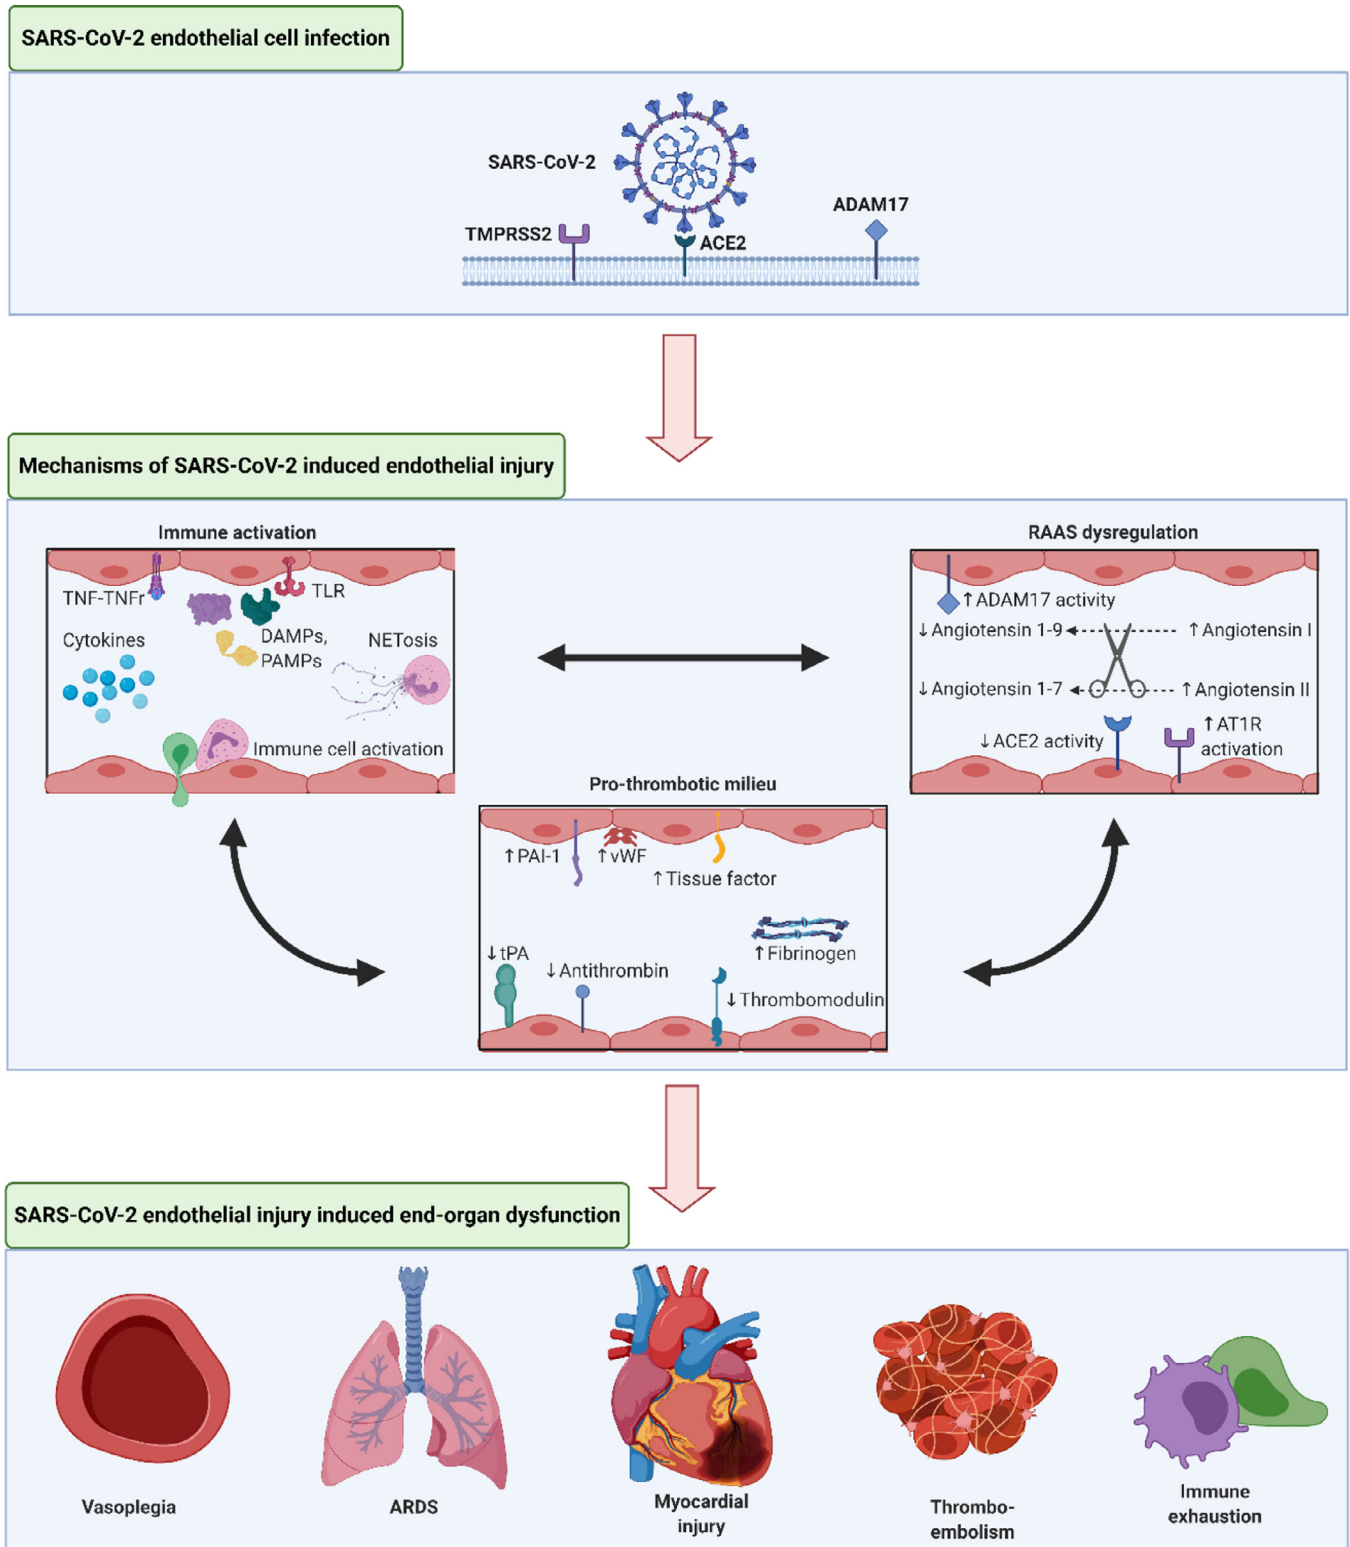 SARS-CoV-2 endothelial cell infection
SARS-CoV-2
ADAM17
TMPRSS2
ACE2
Mechanisms of SARS-CoV-2 induced endothelial injury
Immune activation
TNF-TNFr
TLR
Cytokines
DAMPs,
PAMPs
NETosis
Immune cell activation
RAAS dysregulation
↑ADAM17 activity
↓Angiotensin 1-9
↑Angiotensin I
↓Angiotensin 1-7
↑Angiotensin II
↓ACE2 activity
↑AT1R
activation
Pro-thrombotic milieu
↑PAI-1
↑vWF
↑Tissue factor
↑Fibrinogen
↓tPA
↓Antithrombin
↓Thrombomodulin
SARS-CoV-2 endothelial injury induced end-organ dysfunction
Vasoplegia
ARDS
Myocardial
injury
Thrombo-
embolism
Immune
exhaustion